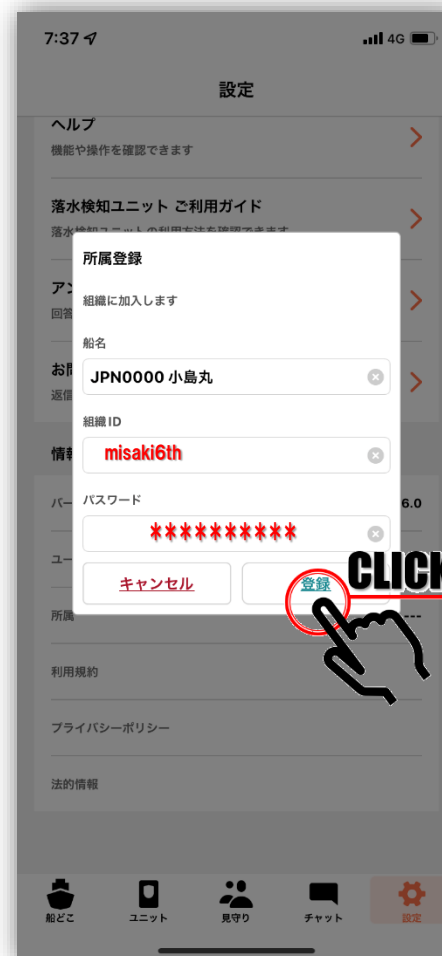 7:37
4G
設定
ヘルプ
機能や操作を確認できます
落水検知ユニット ご利用ガイド
所属登録
組織に加入します
船名
JPN0000 小島丸
組織ID
misaki6th
パスワード
**********
キャンセル
登録
CLICK
情
6.0
所属
---
利用規約
プライバシーポリシー
法的情報
船どこ
ユニット
見守り
チャット
設定